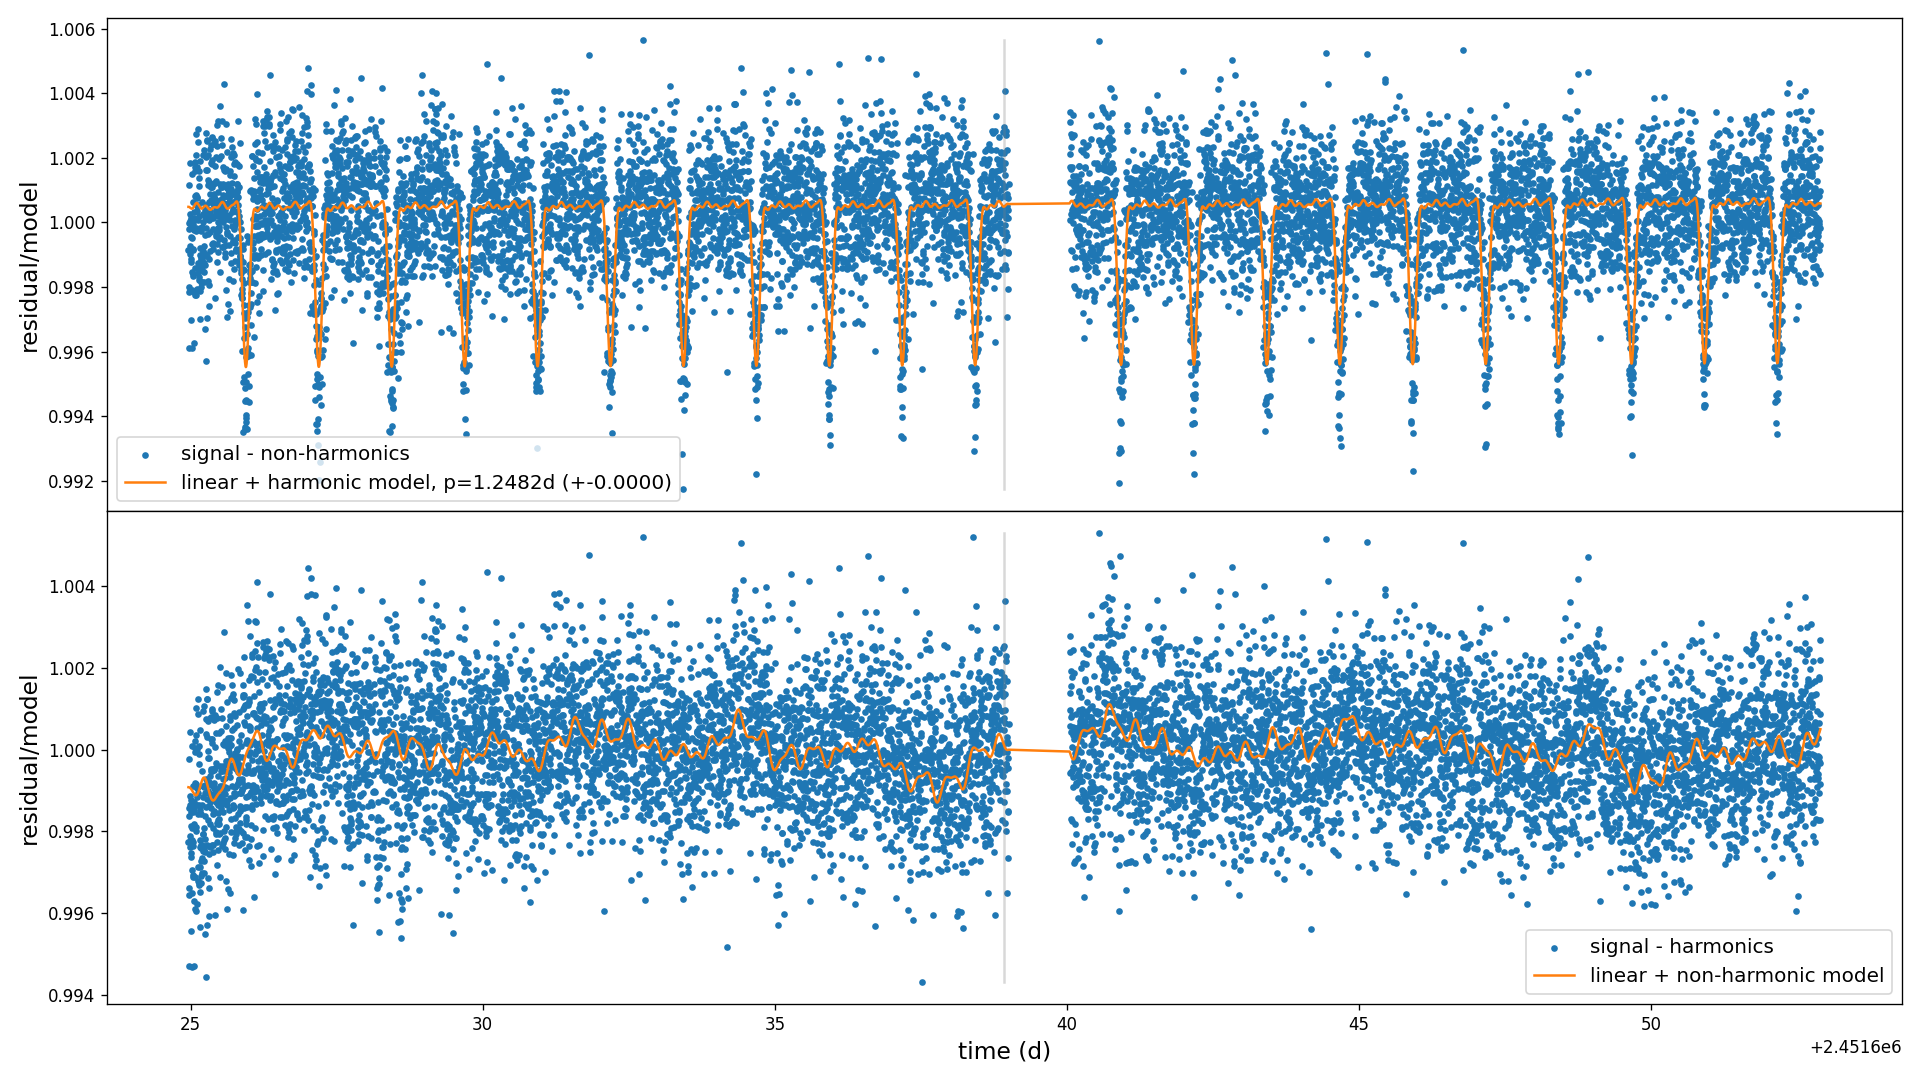 1.006
1.004
1.002
1.000
0.998
0.996
0.994
0.992
residual/model
signal - non-harmonics
linear + harmonic model, p=1.2482d (+-0.0000)
1.004
1.002
1.000
0.998
0.996
0.994
residual/model
signal - harmonics
linear + non-harmonic model
25 30 35 40 45 50
time (d)
+2.4516e6